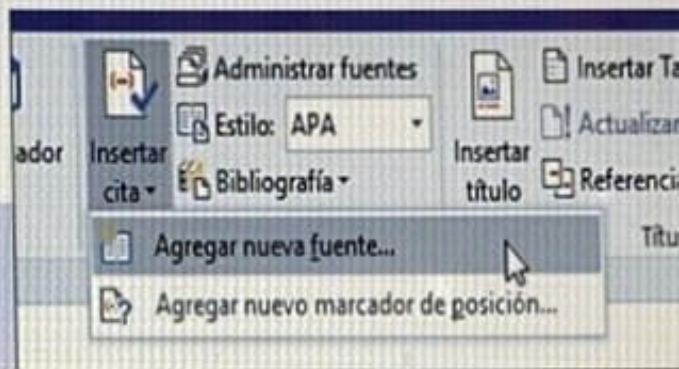 Administrar fuentes
Insertar Ta
Estilo: APA
Actualizar
ador
Insertar
cita
Bibliografía
Insertar
título
Referencia
Agregar nueva fuente...
Títu
Agregar nuevo marcador de posición...